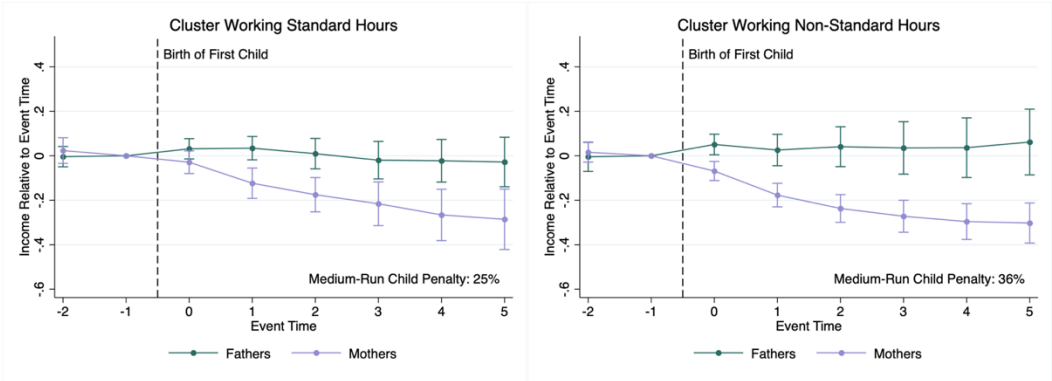 Cluster Working Standard Hours
Birth of First Child
Income Relative to Event Time
.4
.2
0
-.2
-.4
-.6
Medium-Run Child Penalty: 25%
-2 -1 0 1 2 3 4 5
Event Time
Fathers Mothers
Cluster Working Non-Standard Hours
Birth of First Child
Income Relative to Event Time
.4
.2
0
-.2
-.4
-.6
Medium-Run Child Penalty: 36%
-2 -1 0 1 2 3 4 5
Event Time
Fathers Mothers